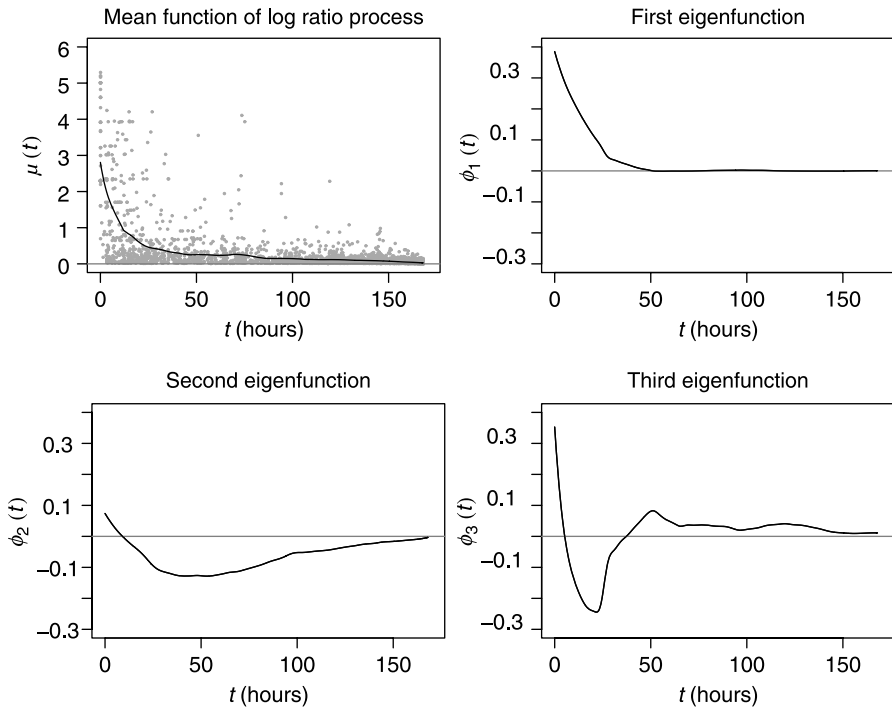 Mean function of log ratio process
μ (t)
6
5
4
3
2
1
0
0 50 100 150
t (hours)
First eigenfunction
ϕ1 (t)
0.3
0.1
−0.1
−0.3
0 50 100 150
t (hours)
Second eigenfunction
ϕ2 (t)
0.3
0.1
−0.1
−0.3
0 50 100 150
t (hours)
Third eigenfunction
ϕ3 (t)
0.3
0.1
−0.1
−0.3
0 50 100 150
t (hours)